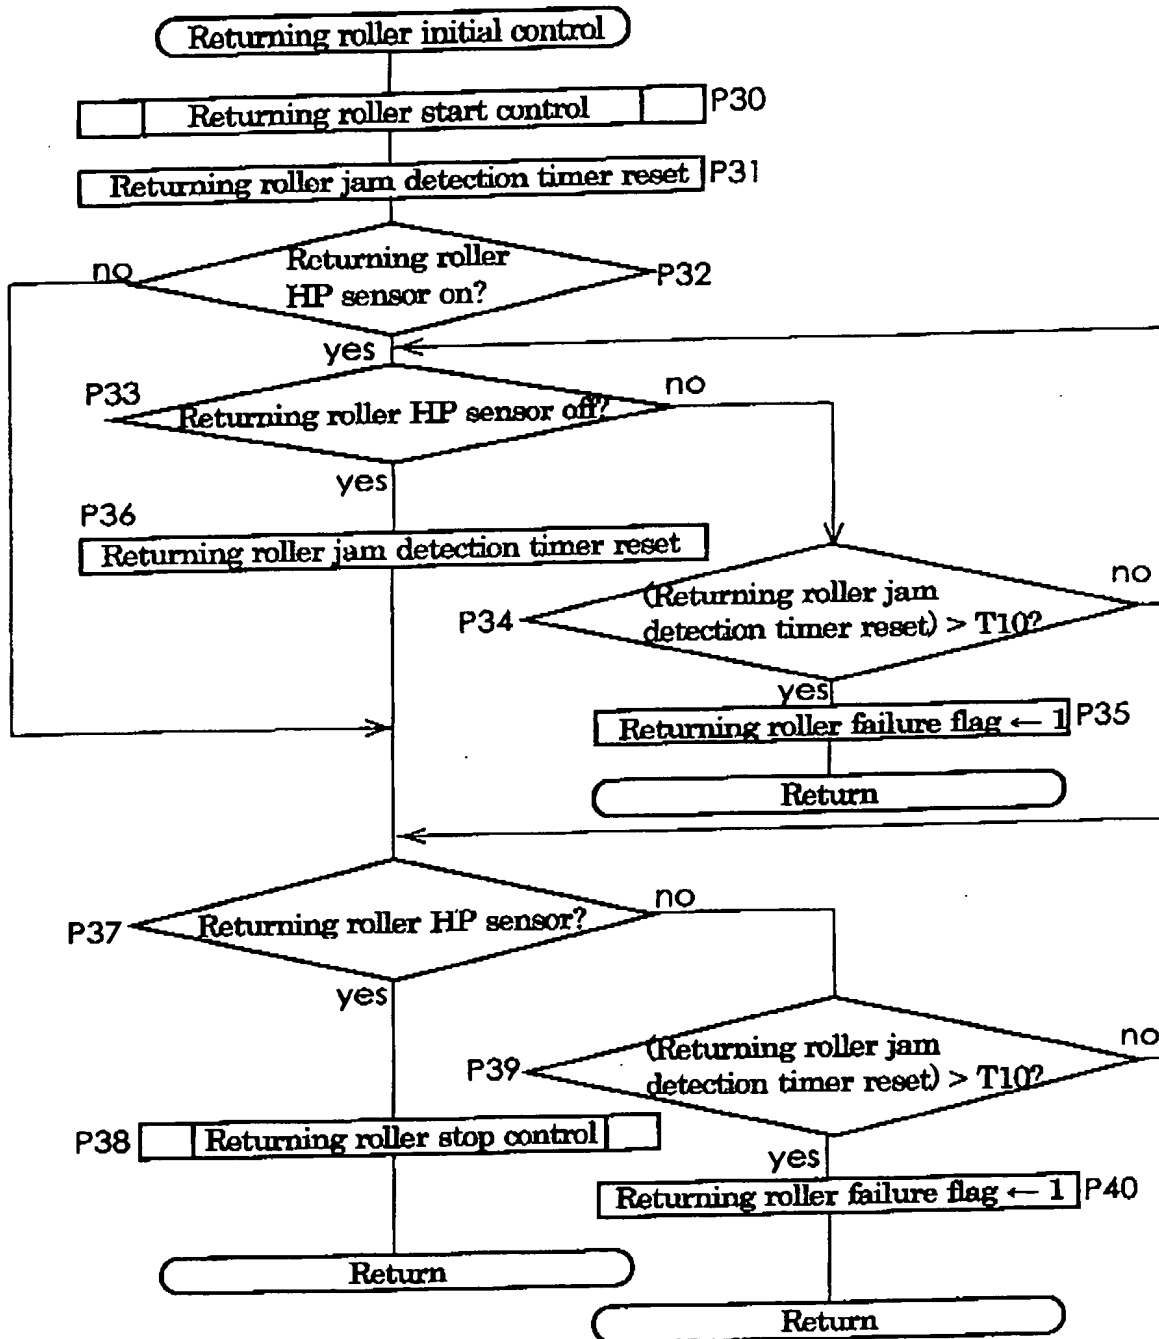 Returning roller initial control
Returning roller start control
P30
Returning roller jam detection timer reset
P31
Returning roller
HP sensor on?
P32
no
yes
P33
Returning roller HP sensor off?
no
yes
P36
Returning roller jam detection timer reset
P34
(Returning roller jam
detection timer reset) > T10?
no
yes
Returning roller failure flag ← 1
P35
Return
P37
Returning roller HP sensor?
no
yes
P39
(Returning roller jam
detection timer reset) > T10?
no
P38
Returning roller stop control
yes
Returning roller failure flag ← 1
P40
Return
Return